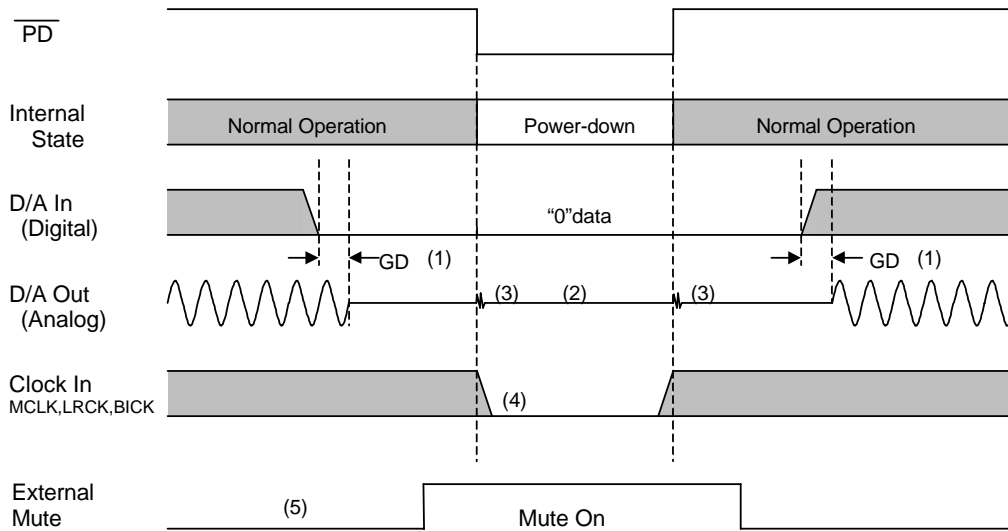 PD
Internal
State
Normal Operation
Power-down
Normal Operation
D/A In
(Digital)
“0”data
GD (1)
GD (1)
D/A Out
(Analog)
(3)
(2)
(3)
Clock In
MCLK,LRCK,BICK
(4)
External
Mute
(5)
Mute On